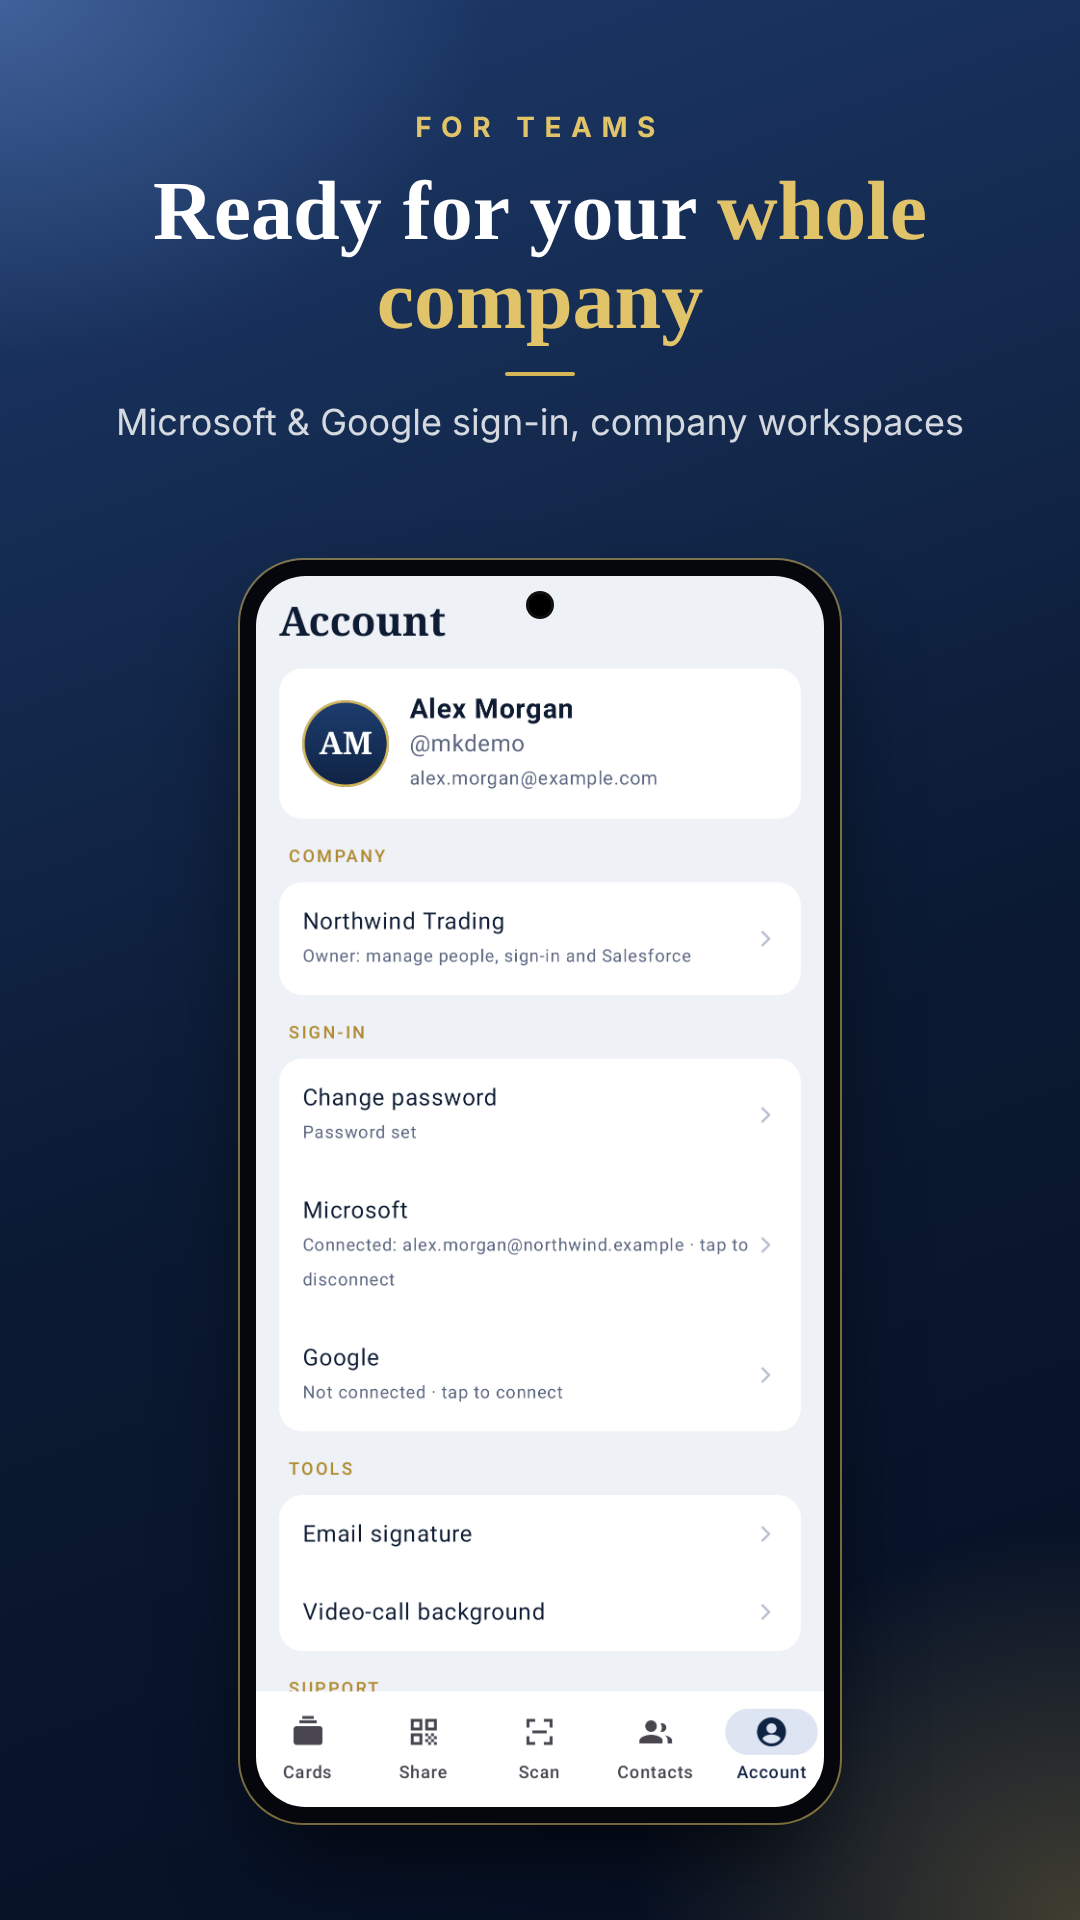 FOR TEAMS
Ready for your whole
company
Microsoft & Google sign-in, company workspaces
Account
AM
Alex Morgan
@mkdemo
alex.morgan@example.com
COMPANY
Northwind Trading
Owner: manage people, sign-in and Salesforce
SIGN-IN
Change password
Password set
Microsoft
Connected: alex.morgan@northwind.example · tap to
disconnect
Google
Not connected · tap to connect
TOOLS
Email signature
Video-call background
SUPPORT
Cards
Share
Scan
Contacts
Account